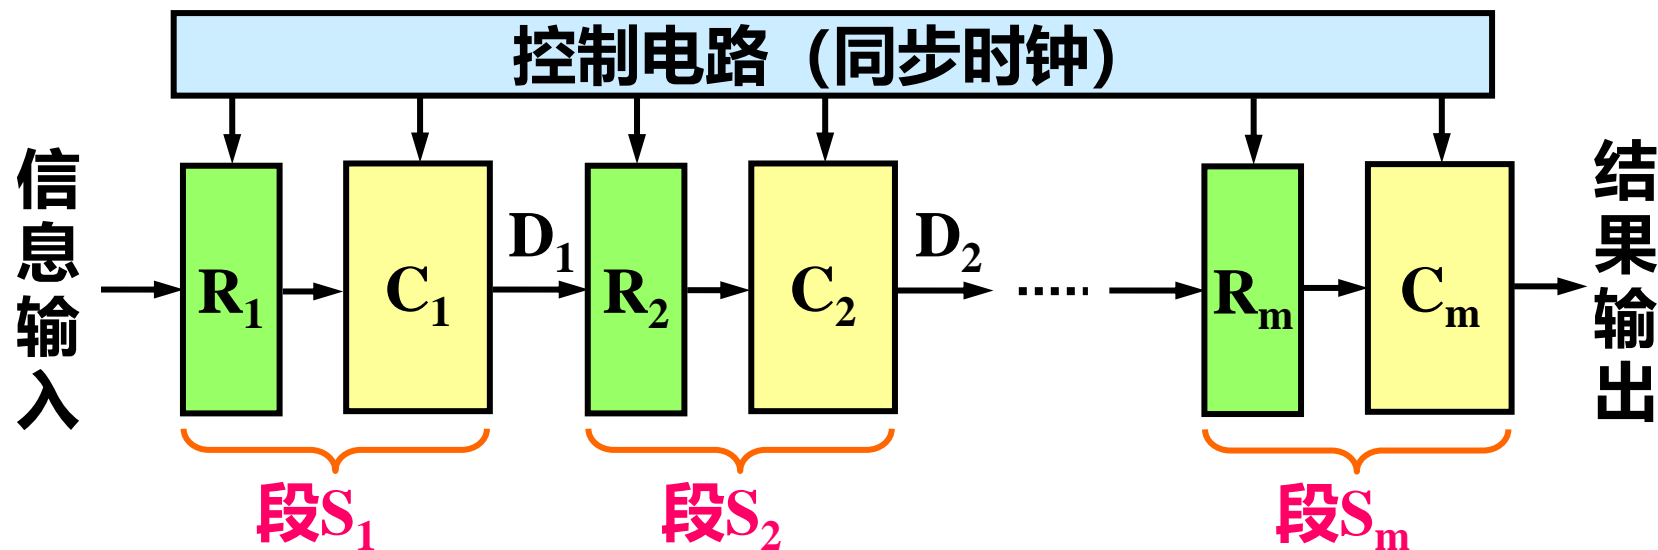 控制电路（同步时钟）
信息输入
R1
C1
D1
R2
C2
D2
······
Rm
Cm
结果输出
段S1
段S2
段Sm